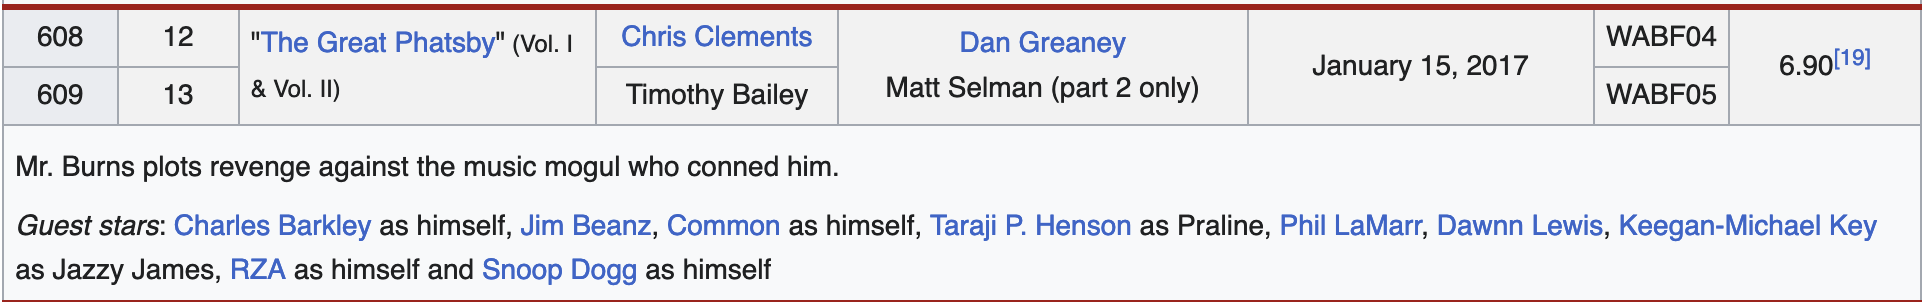 608 12 "The Great Phatsby" (Vol. I & Vol. II) Chris Clements Dan Greaney January 15, 2017 WABF04 6.90[19]
609 13 Timothy Bailey Matt Selman (part 2 only) WABF05
Mr. Burns plots revenge against the music mogul who conned him.
Guest stars: Charles Barkley as himself, Jim Beanz, Common as himself, Taraji P. Henson as Praline, Phil LaMarr, Dawnn Lewis, Keegan-Michael Key
as Jazzy James, RZA as himself and Snoop Dogg as himself